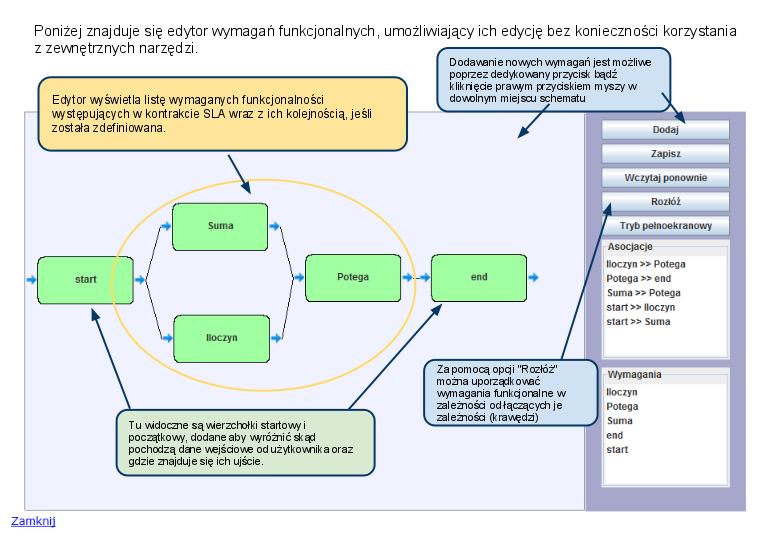 Poniżej znajduje się edytor wymagań funkcjonalnych, umożliwiający ich edycję bez konieczności korzystania
z zewnętrznych narzędzi.
Dodawanie nowych wymagań jest możliwe
poprzez dedykowany przycisk bądź
kliknięcie prawym przyciskiem myszy w
dowolnym miejscu schematu
Edytor wyświetla listę wymaganych funkcjonalności
występujących w kontrakcie SLA wraz z ich kolejnością, jeśli
została zdefiniowana.
Dodaj
Zapisz
Wczytaj ponownie
Rozłóż
Tryb pełnoekranowy
Asocjacje
Iloczyn >> Potega
Potega >> end
Suma >> Potega
start >> Iloczyn
start >> Suma
Suma
start
Potega
end
Iloczyn
Za pomocą opcji "Rozłóż"
można uporządkować
wymagania funkcjonalne w
zależności od łączących je
zależności (krawędzi)
Wymagania
Iloczyn
Potega
Suma
end
start
Tu widoczne są wierzchołki startowy i
początkowy, dodane aby wyróżnić skąd
pochodzą dane wejściowe od użytkownika oraz
gdzie znajduje się ich ujście.
Zamknij